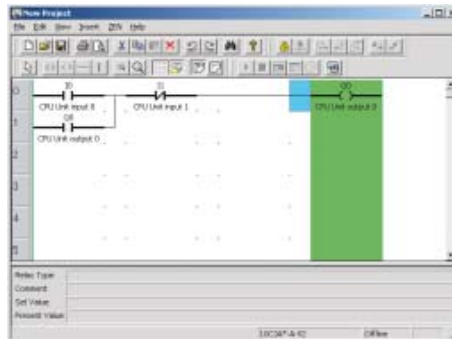 New Project
File Edit View Insert ZEN Help
0
I0
I1
Q0
CPU Unit input 0
CPU Unit input 1
CPU Unit output 0
1
Q0
CPU Unit output 0
2
3
4
5
Relay Type
Comment
Set Value
Present Value
Offline